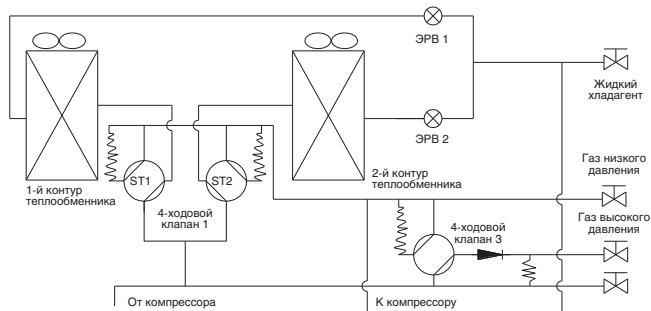 ЭРВ 1
Жидкий
хладагент
ЭРВ 2
ST1
ST2
1-й контур
теплообменника
2-й контур
теплообменника
Газ низкого
давления
4-ходовой
клапан 1
4-ходовой
клапан 3
Газ высокого
давления
От компрессора
К компрессору